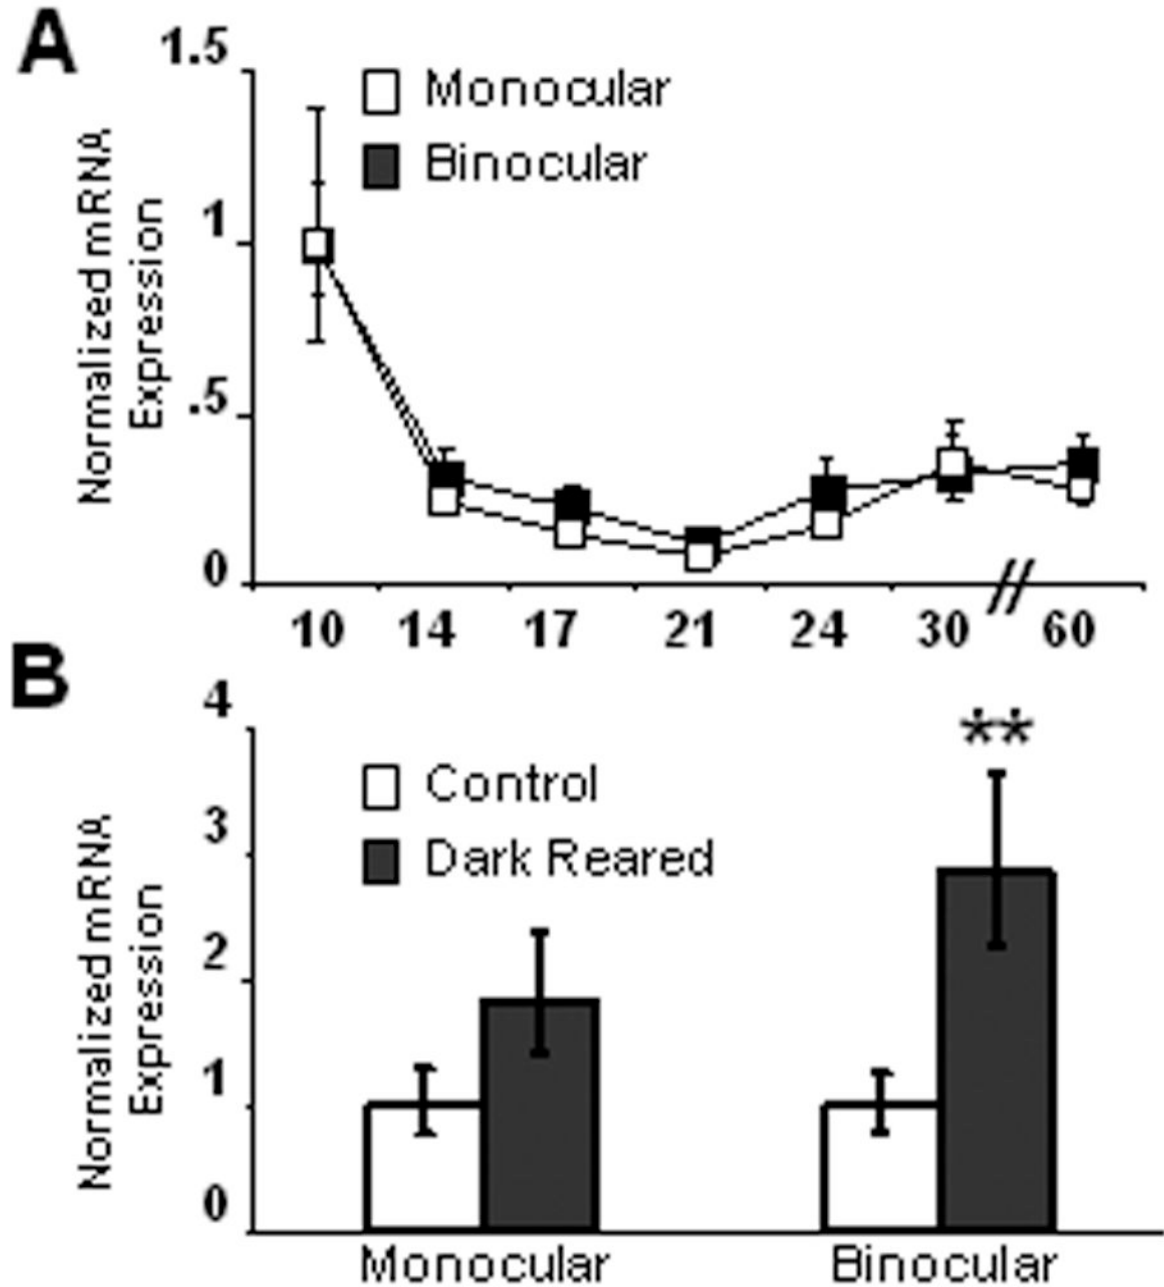 A
1.5
1
.5
0
Normalized mRNA
Expression
Monocular
Binocular
10 14 17 21 24 30 // 60
B
4
3
2
1
0
Normalized mRNA
Expression
Control
Dark Reared
**
Monocular Binocular